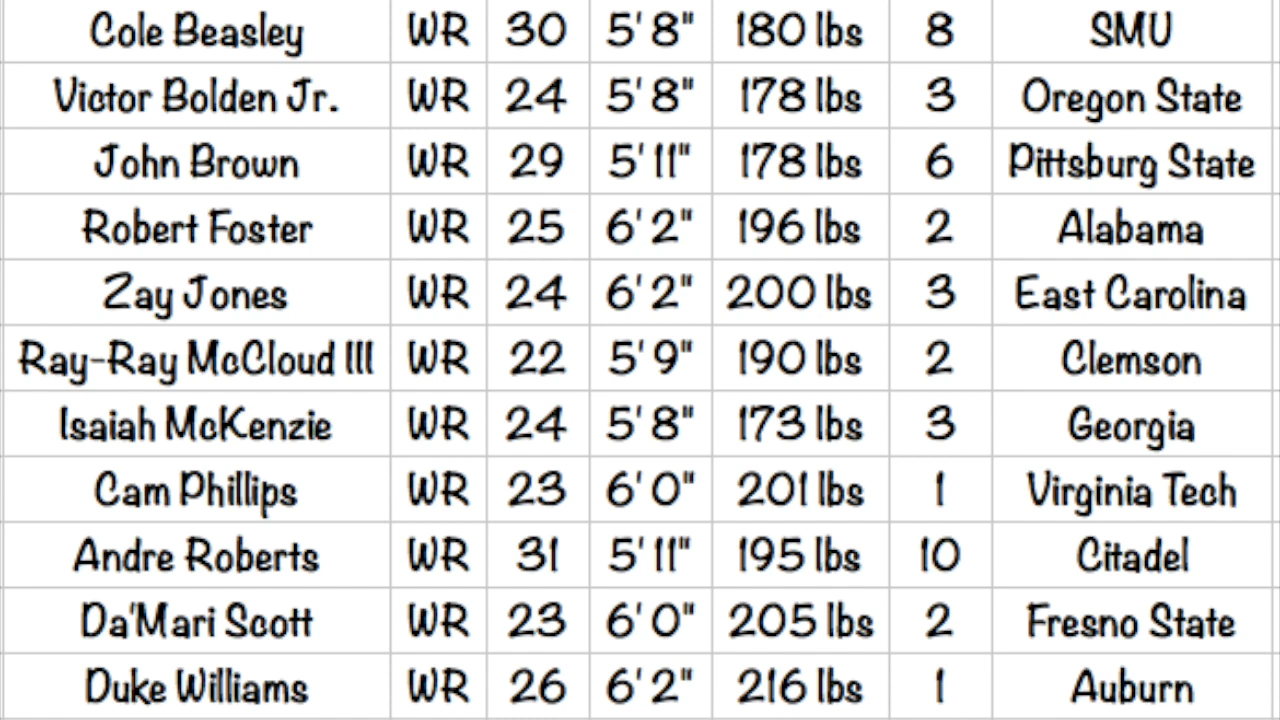 Cole Beasley WR 30 5'8" 180 lbs 8 SMU
Victor Bolden Jr. WR 24 5'8" 178 lbs 3 Oregon State
John Brown WR 29 5'11" 178 lbs 6 Pittsburg State
Robert Foster WR 25 6'2" 196 lbs 2 Alabama
Zay Jones WR 24 6'2" 200 lbs 3 East Carolina
Ray-Ray McCloud III WR 22 5'9" 190 lbs 2 Clemson
Isaiah McKenzie WR 24 5'8" 173 lbs 3 Georgia
Cam Phillips WR 23 6'0" 201 lbs 1 Virginia Tech
Andre Roberts WR 31 5'11" 195 lbs 10 Citadel
Da'Mari Scott WR 23 6'0" 205 lbs 2 Fresno State
Duke Williams WR 26 6'2" 216 lbs 1 Auburn